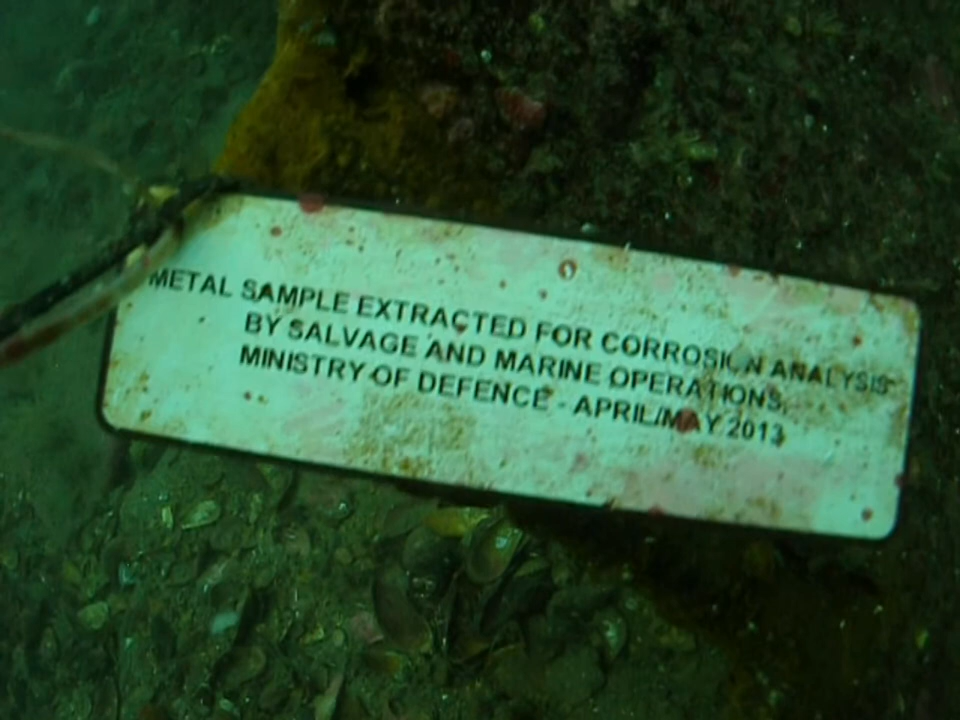 METAL SAMPLE EXTRACTED FOR CORROSION ANALYSIS
BY SALVAGE AND MARINE OPERATIONS,
MINISTRY OF DEFENCE - APRIL/MAY 2013